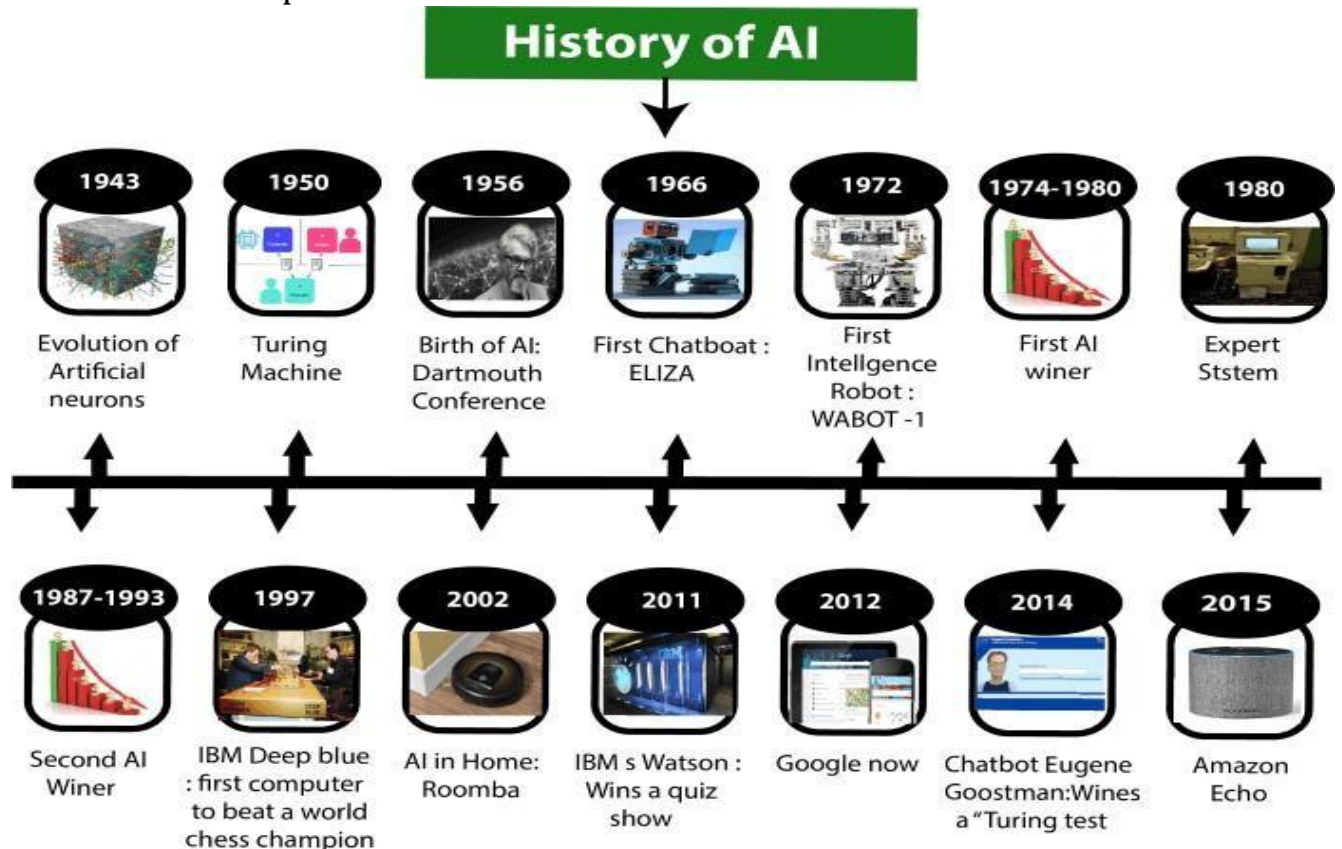 History of AI
1943
1950
1956
1966
1972
1974-1980
1980
Evolution of
Artificial
neurons
Turing
Machine
Birth of AI:
Dartmouth
Conference
First Chatboat :
ELIZA
First
Intellgence
Robot :
WABOT -1
First AI
winer
Expert
Ststem
1987-1993
1997
2002
2011
2012
2014
2015
Second AI
Winer
IBM Deep blue
: first computer
to beat a world
chess champion
AI in Home:
Roomba
IBM s Watson :
Wins a quiz
show
Google now
Chatbot Eugene
Goostman:Wines
a "Turing test
Amazon
Echo